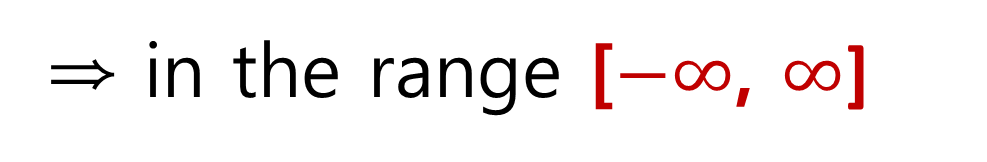 ⇒ in the range [−∞, ∞]